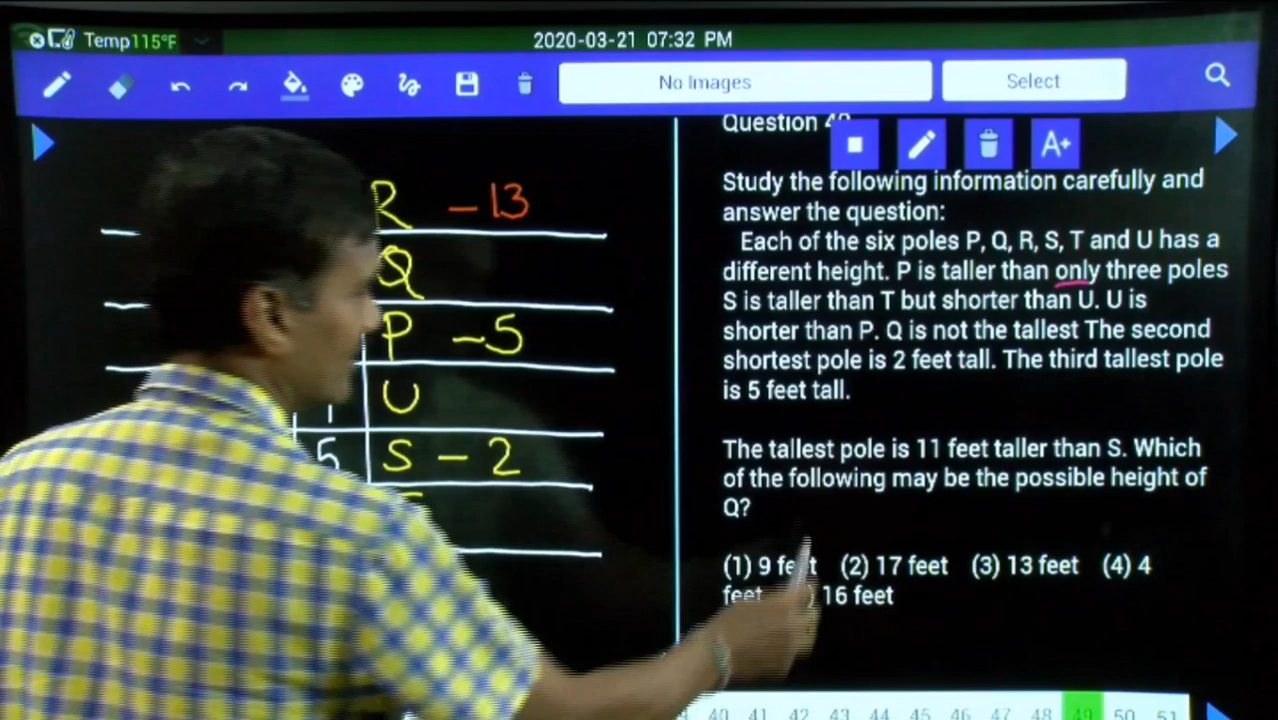 Temp115°F
2020-03-21 07:32 PM
No Images
Select
A+
R - 13
Q
P - 5
U
5 S - 2
Question
Study the following information carefully and
answer the question:
Each of the six poles P, Q, R, S, T and U has a
different height. P is taller than only three poles
S is taller than T but shorter than U. U is
shorter than P. Q is not the tallest The second
shortest pole is 2 feet tall. The third tallest pole
is 5 feet tall.
The tallest pole is 11 feet taller than S. Which
of the following may be the possible height of
Q?
(1) 9 feet (2) 17 feet (3) 13 feet (4) 4
feet 16 feet
40 41 42 43 44 45 46 47 48 49 50 51